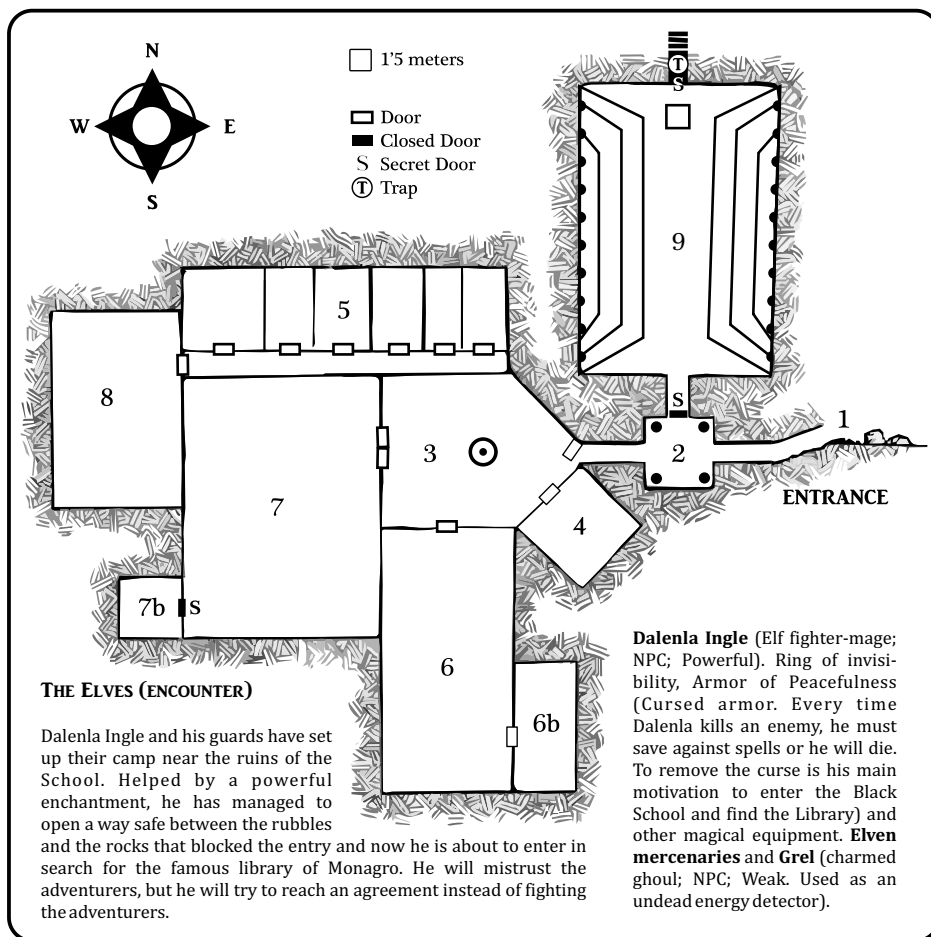 N
W
E
S
1'5 meters
Door
Closed Door
S Secret Door
T Trap
T
S
9
5
8
S
1
3
2
ENTRANCE
7
4
7b
S
6
6b
THE ELVES (ENCOUNTER)
Dalenla Ingle and his guards have set
up their camp near the ruins of the
School. Helped by a powerful
enchantment, he has managed to
open a way safe between the rubbles
and the rocks that blocked the entry and now he is about to enter in
search for the famous library of Monagro. He will mistrust the
adventurers, but he will try to reach an agreement instead of fighting
the adventurers.
Dalenla Ingle (Elf fighter-mage;
NPC; Powerful). Ring of invisi-
bility, Armor of Peacefulness
(Cursed armor. Every time
Dalenla kills an enemy, he must
save against spells or he will die.
To remove the curse is his main
motivation to enter the Black
School and find the Library) and
other magical equipment. Elven
mercenaries and Grel (charmed
ghoul; NPC; Weak. Used as an
undead energy detector).